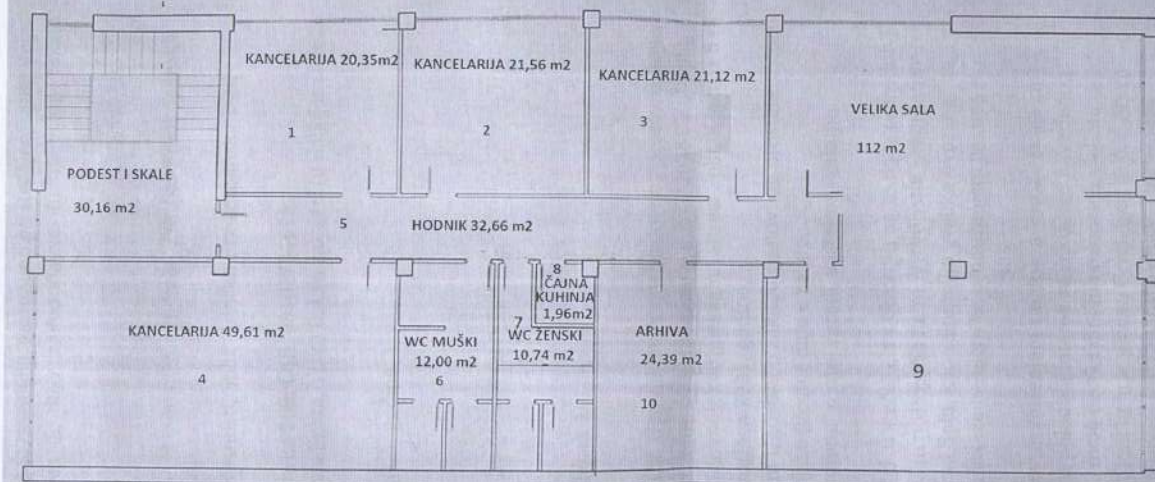 KANCELARIJA 20,35m2
1
KANCELARIJA 21,56 m2
2
KANCELARIJA 21,12 m2
3
VELIKA SALA
112 m2
PODEST I SKALE
30,16 m2
5
HODNIK 32,66 m2
KANCELARIJA 49,61 m2
4
WC MUŠKI
12,00 m2
6
7
WC ŽENSKI
10,74 m2
8
ČAJNA
KUHINJA
1,96m2
ARHIVA
24,39 m2
10
9